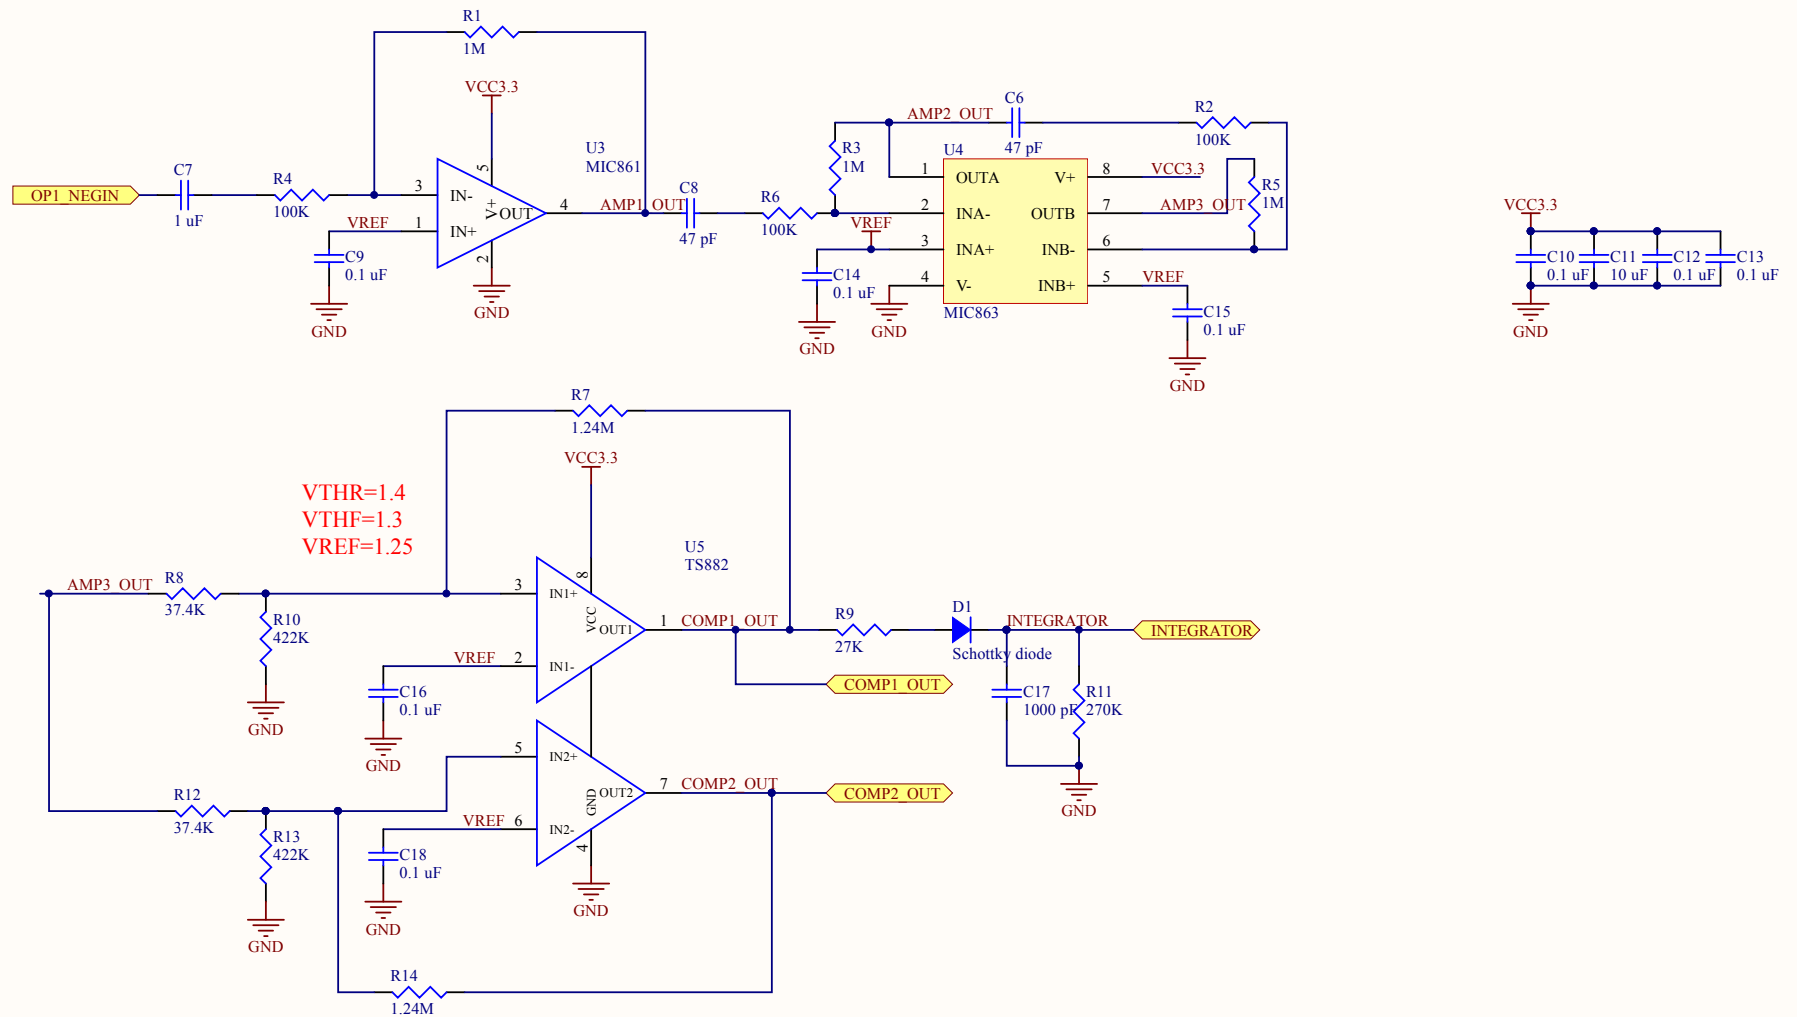 R1
1M
VCC3.3
U3
MIC861
C7
1 uF
OP1_NEGIN
R4
100K
3
IN-
5
V+
OUT
4
AMP1_OUT
VREF
1
IN+
2
C9
0.1 uF
GND
GND
C8
47 pF
R6
100K
AMP2_OUT
C6
47 pF
R2
100K
R3
1M
U4
1
OUTA
V+
8
VCC3.3
2
INA-
OUTB
7
AMP3_OUT
R5
1M
VREF
3
INA+
INB-
6
4
V-
INB+
5
VREF
MIC863
C14
0.1 uF
GND
GND
C15
0.1 uF
GND
VCC3.3
C10
0.1 uF
C11
10 uF
C12
0.1 uF
C13
0.1 uF
GND
R7
1.24M
VCC3.3
VTHR=1.4
VTHF=1.3
VREF=1.25
U5
TS882
AMP3_OUT
R8
37.4K
R10
422K
GND
3
IN1+
8
VCC
OUT1
1
COMP1_OUT
VREF
2
IN1-
C16
0.1 uF
GND
R9
27K
D1
Schottky diode
INTEGRATOR
INTEGRATOR
COMP1_OUT
C17
1000 pF
R11
270K
GND
5
IN2+
GND
OUT2
7
COMP2_OUT
COMP2_OUT
VREF
6
IN2-
4
R12
37.4K
R13
422K
GND
C18
0.1 uF
GND
GND
R14
1.24M